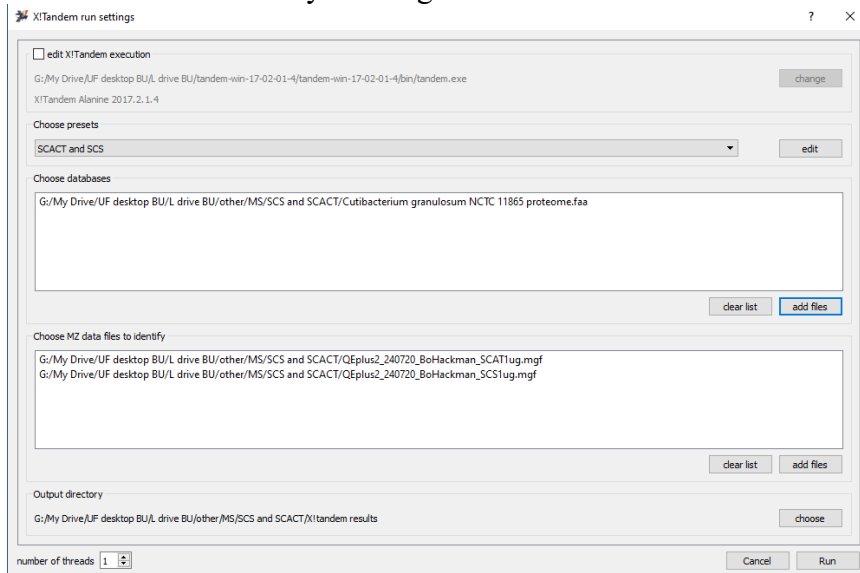 X!Tandem run settings ? ×
edit X!Tandem execution
G:/My Drive/UF desktop BU/L drive BU/tandem-win-17-02-01-4/tandem-win-17-02-01-4/bin/tandem.exe change
X!Tandem Alanine 2017.2.1.4
Choose presets
SCACT and SCS edit
Choose databases
G:/My Drive/UF desktop BU/L drive BU/other/MS/SCS and SCACT/Cutibacterium granulosum NCTC 11865 proteome.faa
clear list add files
Choose MZ data files to identify
G:/My Drive/UF desktop BU/L drive BU/other/MS/SCS and SCACT/QEplus2_240720_BoHackman_SCAT1ug.mgf
G:/My Drive/UF desktop BU/L drive BU/other/MS/SCS and SCACT/QEplus2_240720_BoHackman_SCS1ug.mgf
clear list add files
Output directory
G:/My Drive/UF desktop BU/L drive BU/other/MS/SCS and SCACT/X!tandem results choose
number of threads 1 Cancel Run